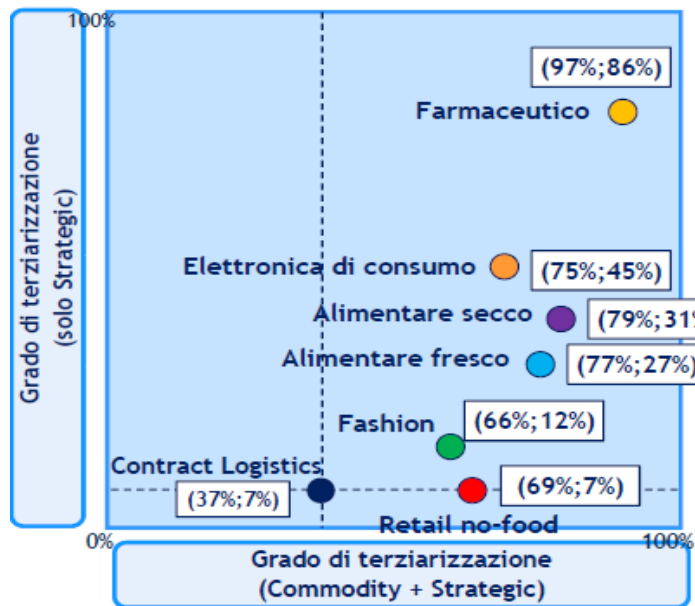 100%
(97%;86%)
Farmaceutico
Grado di terziarizzazione
(solo Strategic)
Elettronica di consumo
(75%;45%)
Alimentare secco
(79%;31%
Alimentare fresco
(77%;27%)
Fashion
(66%;12%)
Contract Logistics
(37%;7%)
(69%;7%)
Retail no-food
0%
100%
Grado di terziarizzazione
(Commodity + Strategic)